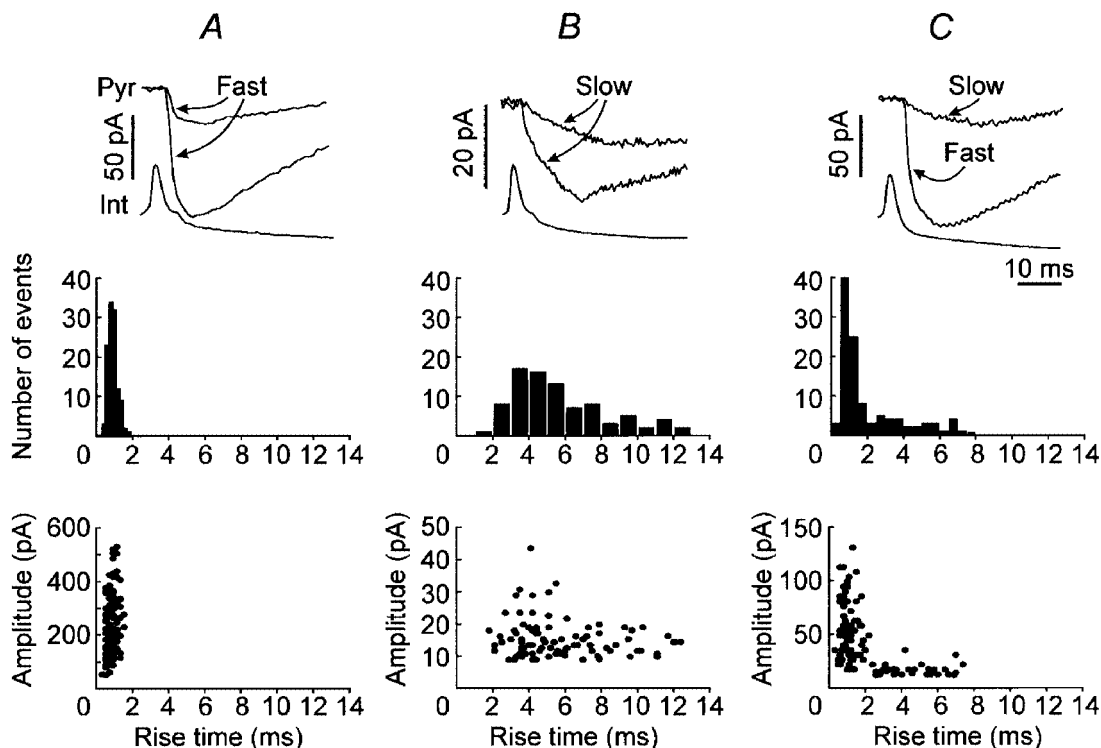 A
B
C
Pyr
Fast
50 pA
Int
Slow
20 pA
Slow
Fast
50 pA
10 ms
Number of events
40
30
20
10
0
2 4 6 8 10 12 14
40
30
20
10
0
2 4 6 8 10 12 14
40
30
20
10
0
2 4 6 8 10 12 14
Amplitude (pA)
600
400
200
0
2 4 6 8 10 12 14
Rise time (ms)
Amplitude (pA)
50
40
30
20
10
0
2 4 6 8 10 12 14
Rise time (ms)
Amplitude (pA)
150
100
50
0
2 4 6 8 10 12 14
Rise time (ms)